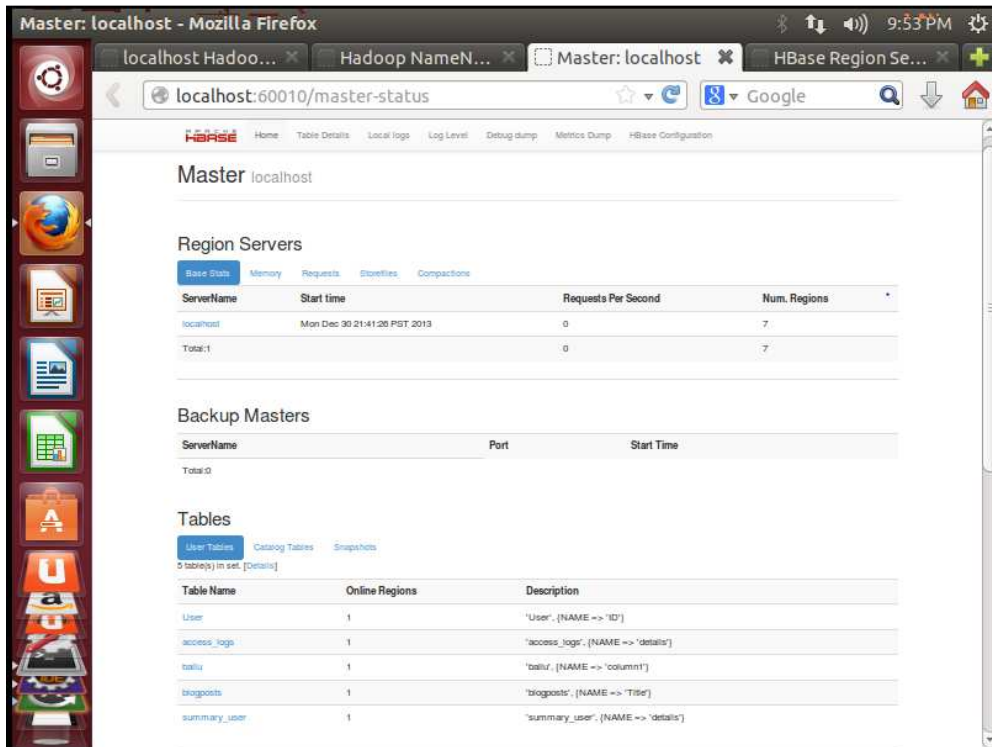 Master: localhost - Mozilla Firefox
9:53 PM
localhost Hadoo...
Hadoop NameN...
Master: localhost
HBase Region Se...
localhost:60010/master-status
Google
APACHE
HBASE
Home Table Details Local logs Log Level Debug dump Metrics Dump HBase Configuration
Master localhost
Region Servers
Base Stats Memory Requests Storefiles Compactions
ServerName Start time Requests Per Second Num. Regions
localhost Mon Dec 30 21:41:26 PST 2013 0 7
Total:1 0 7
Backup Masters
ServerName Port Start Time
Total:0
Tables
User Tables Catalog Tables Snapshots
5 table(s) in set. [Details]
Table Name Online Regions Description
User 1 'User', {NAME => 'ID'}
access_logs 1 'access_logs', {NAME => 'details'}
ballu 1 'ballu', {NAME => 'column1'}
blogposts 1 'blogposts', {NAME => 'Title'}
summary_user 1 'summary_user', {NAME => 'details'}